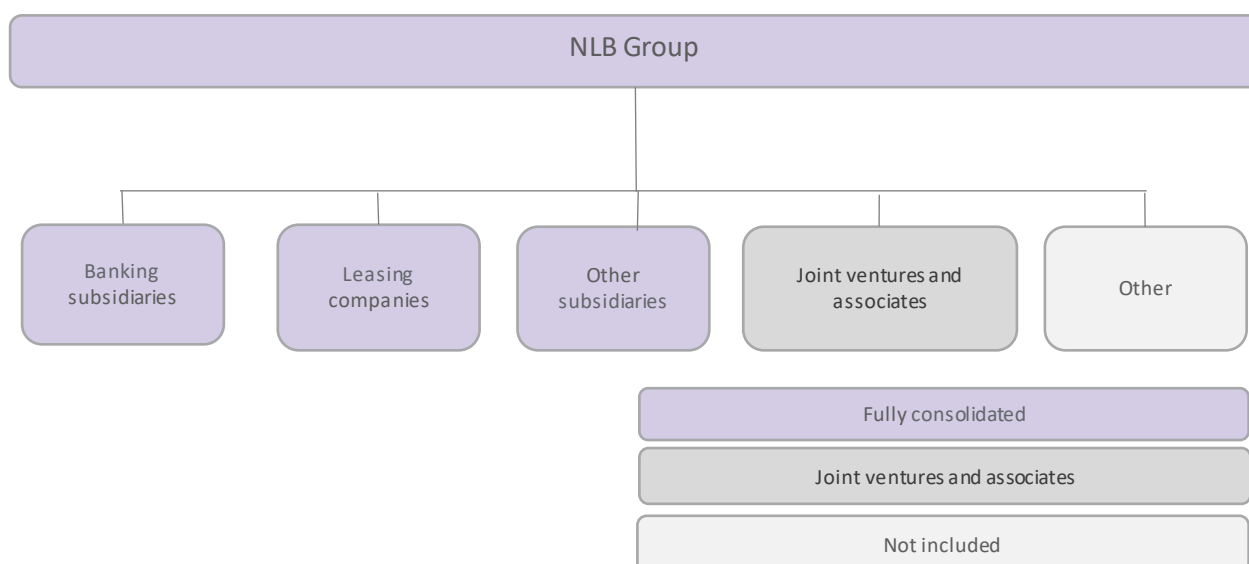 NLB Group
Banking
subsidiaries
Leasing
companies
Other
subsidiaries
Joint ventures and
associates
Other
Fully consolidated
Joint ventures and associates
Not included